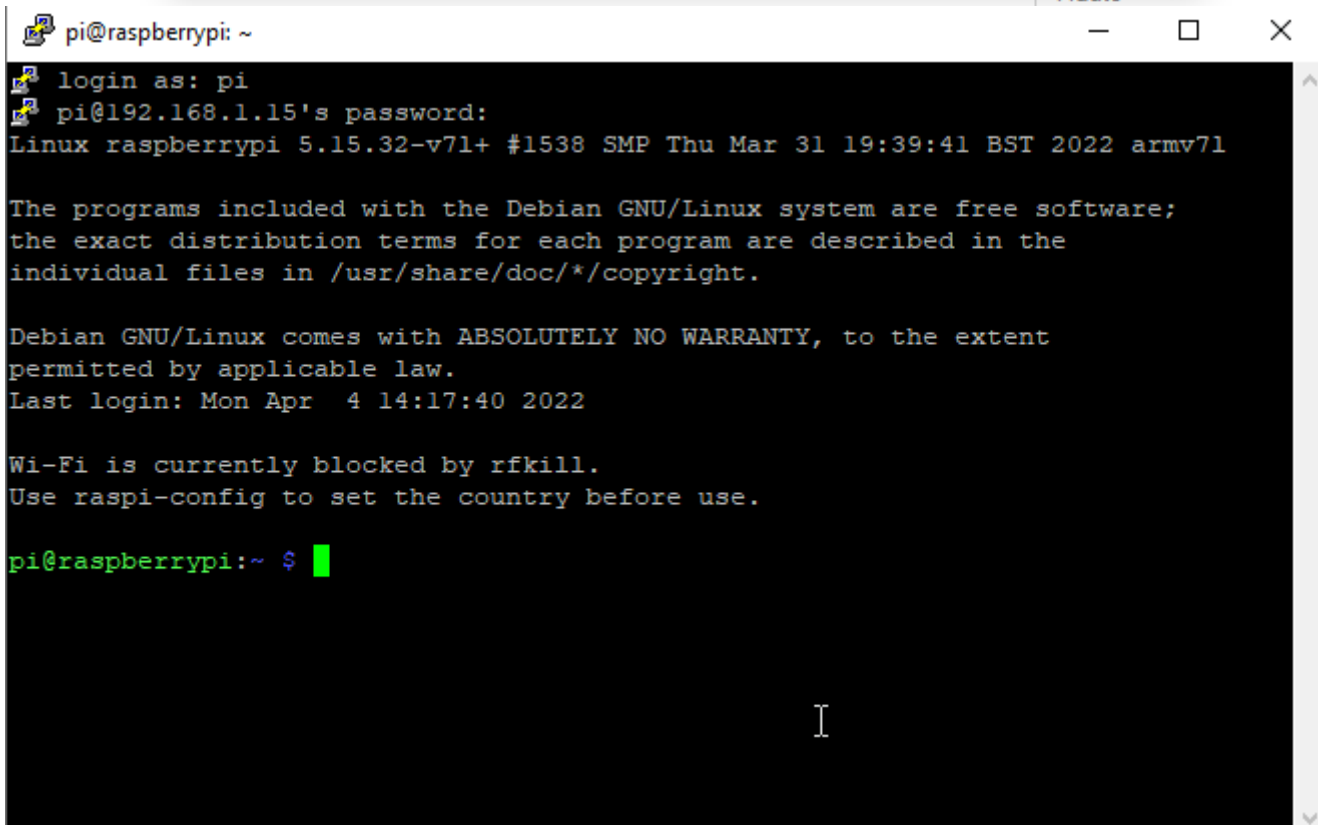 pi@raspberrypi: ~
login as: pi
pi@192.168.1.15's password:
Linux raspberrypi 5.15.32-v7l+ #1538 SMP Thu Mar 31 19:39:41 BST 2022 armv7l
The programs included with the Debian GNU/Linux system are free software;
the exact distribution terms for each program are described in the
individual files in /usr/share/doc/*/copyright.
Debian GNU/Linux comes with ABSOLUTELY NO WARRANTY, to the extent
permitted by applicable law.
Last login: Mon Apr  4 14:17:40 2022
Wi-Fi is currently blocked by rfkill.
Use raspi-config to set the country before use.
pi@raspberrypi:~ $